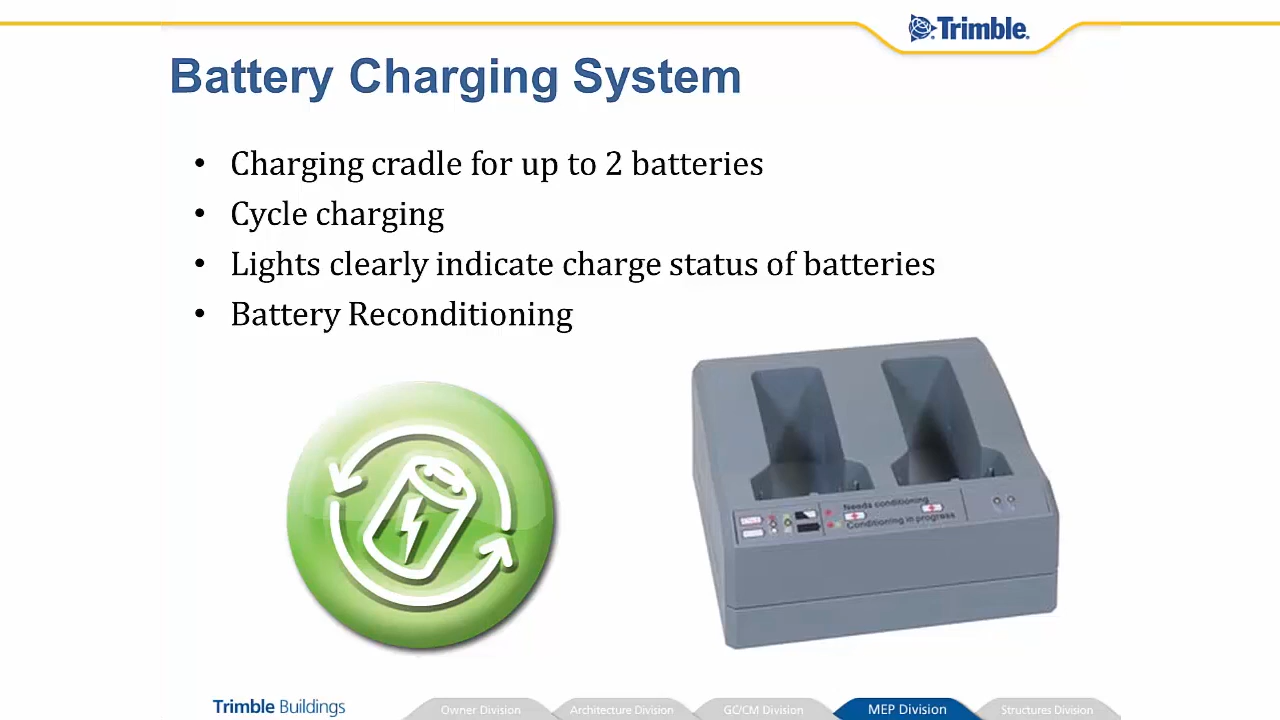 Trimble.
Battery Charging System
• Charging cradle for up to 2 batteries
• Cycle charging
• Lights clearly indicate charge status of batteries
• Battery Reconditioning
Needs conditioning
Conditioning in progress
Trimble Buildings
Owner Division
Architecture Division
GC/CM Division
MEP Division
Structures Division